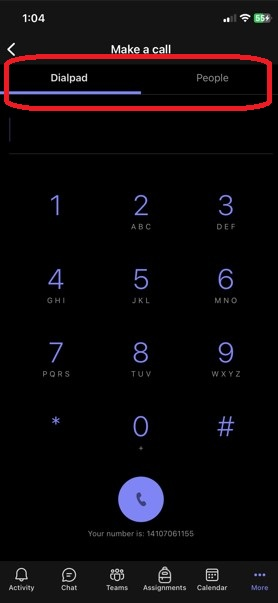 1:04
55
Make a call
Dialpad People
1 2 3
ABC DEF
4 5 6
GHI JKL MNO
7 8 9
PQRS TUV WXYZ
* 0 #
+
Your number is: 14107061155
Activity Chat Teams Assignments Calendar More